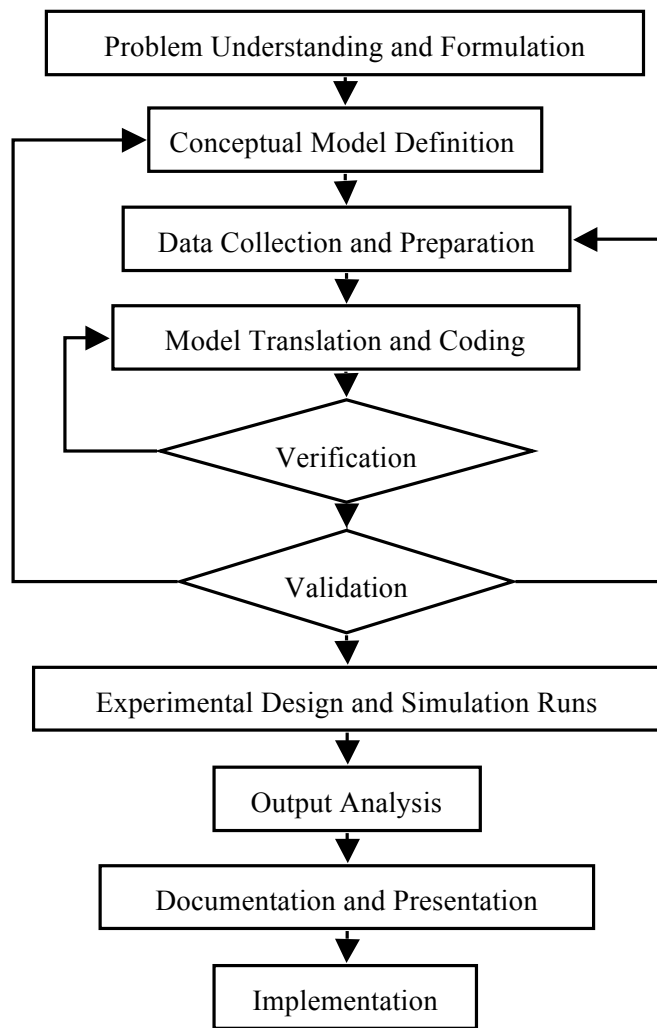 Problem Understanding and Formulation
Conceptual Model Definition
Data Collection and Preparation
Model Translation and Coding
Verification
Validation
Experimental Design and Simulation Runs
Output Analysis
Documentation and Presentation
Implementation